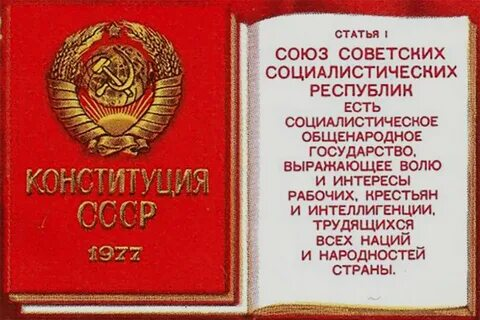 КОНСТИТУЦИЯ
СССР
1977
СТАТЬЯ I
СОЮЗ СОВЕТСКИХ
СОЦИАЛИСТИЧЕСКИХ
РЕСПУБЛИК
ЕСТЬ
СОЦИАЛИСТИЧЕСКОЕ
ОБЩЕНАРОДНОЕ
ГОСУДАРСТВО,
ВЫРАЖАЮЩЕЕ ВОЛЮ
И ИНТЕРЕСЫ
РАБОЧИХ, КРЕСТЬЯН
И ИНТЕЛЛИГЕНЦИИ,
ТРУДЯЩИХСЯ
ВСЕХ НАЦИЙ
И НАРОДНОСТЕЙ
СТРАНЫ.